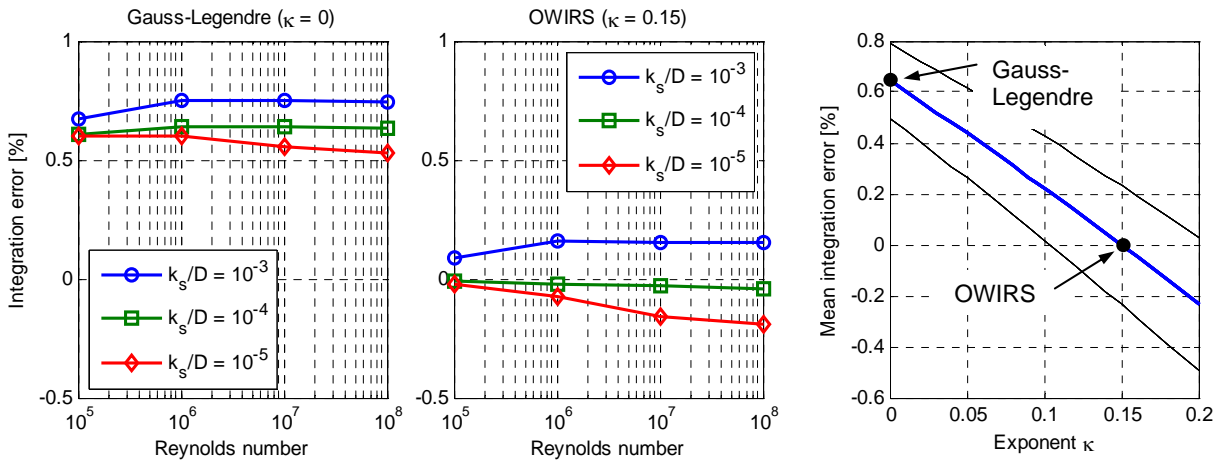 Gauss-Legendre (κ = 0)
1
0.5
0
-0.5
Integration error [%]
k_s/D = 10^-3
k_s/D = 10^-4
k_s/D = 10^-5
10^5 10^6 10^7 10^8
Reynolds number
OWIRS (κ = 0.15)
1
0.5
0
-0.5
k_s/D = 10^-3
k_s/D = 10^-4
k_s/D = 10^-5
10^5 10^6 10^7 10^8
Reynolds number
0.8
0.6
0.4
0.2
0
-0.2
-0.4
-0.6
Mean integration error [%]
Gauss-
Legendre
OWIRS
0 0.05 0.1 0.15 0.2
Exponent κ